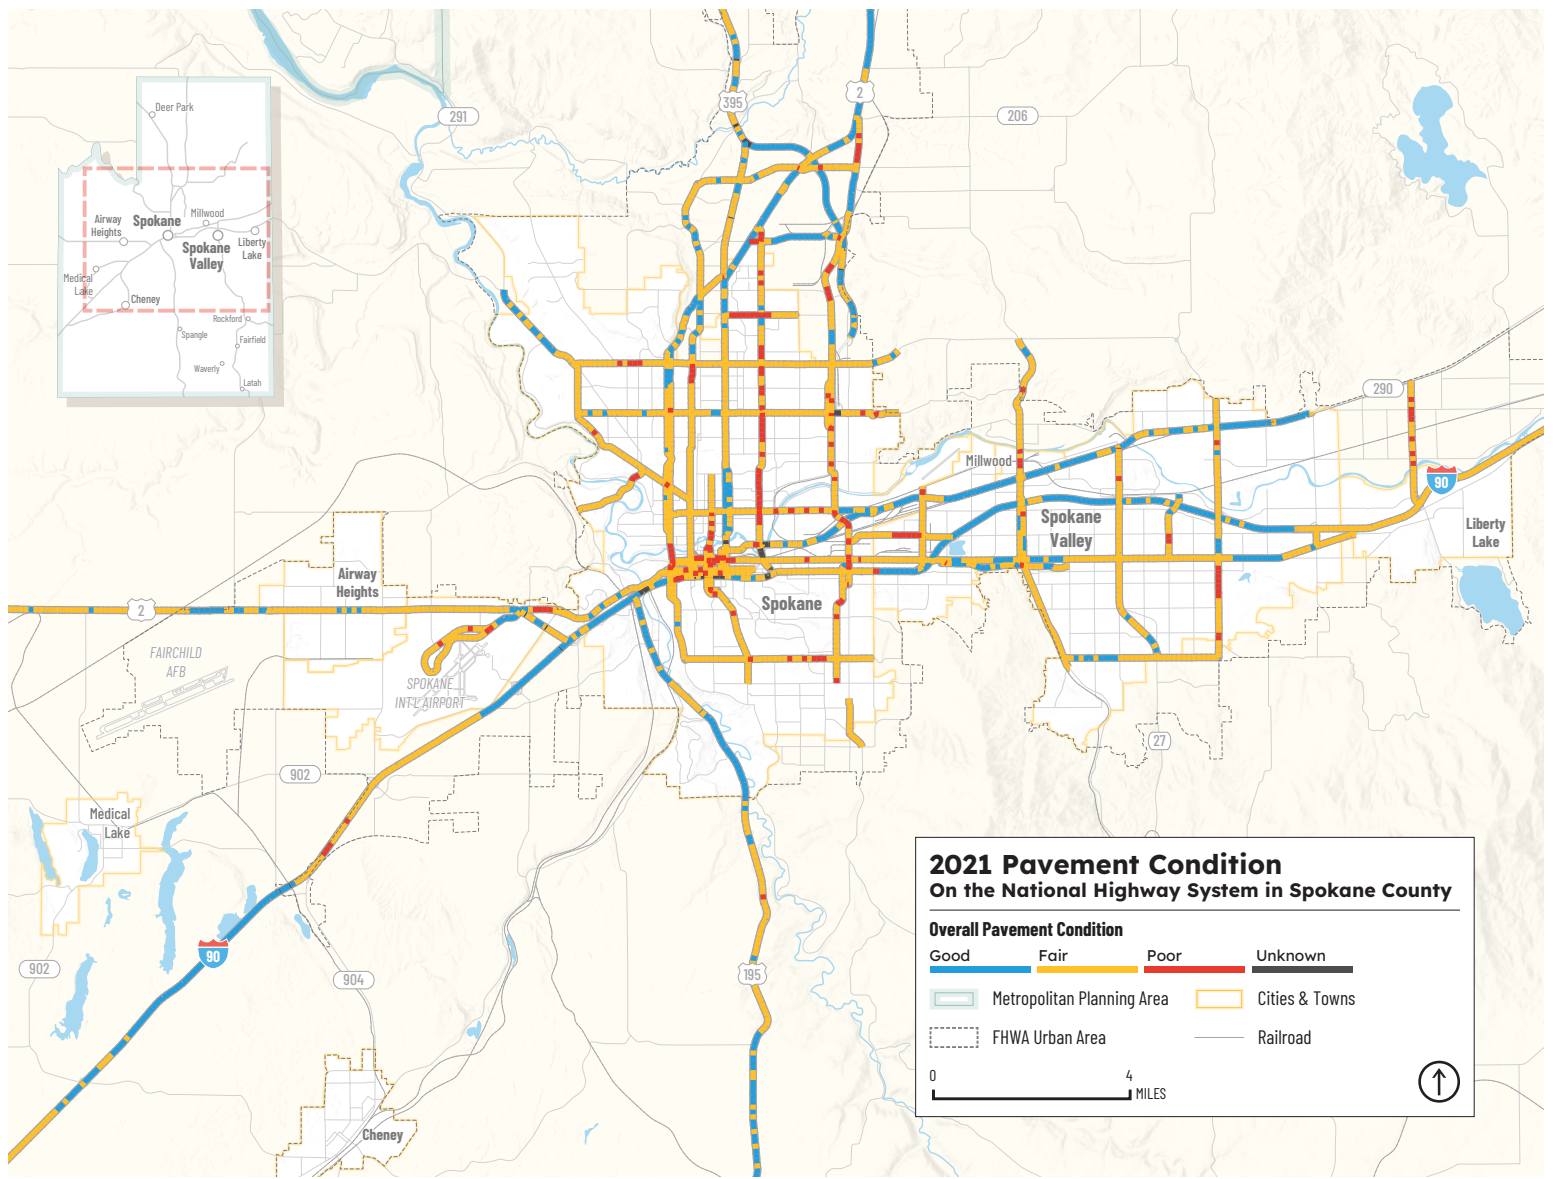 395
2
291
206
Deer Park
Airway
Heights
Spokane
Millwood
Spokane
Valley
Liberty
Lake
Medical
Lake
Cheney
Rockford
Spangle
Fairfield
Waverly
Latah
290
Millwood
90
Spokane
Valley
Liberty
Lake
Airway
Heights
2
Spokane
FAIRCHILD
AFB
SPOKANE
INT'L AIRPORT
27
902
Medical
Lake
90
902
904
195
Cheney
2021 Pavement Condition
On the National Highway System in Spokane County
Overall Pavement Condition
Good Fair Poor Unknown
Metropolitan Planning Area Cities & Towns
FHWA Urban Area Railroad
0 4
MILES